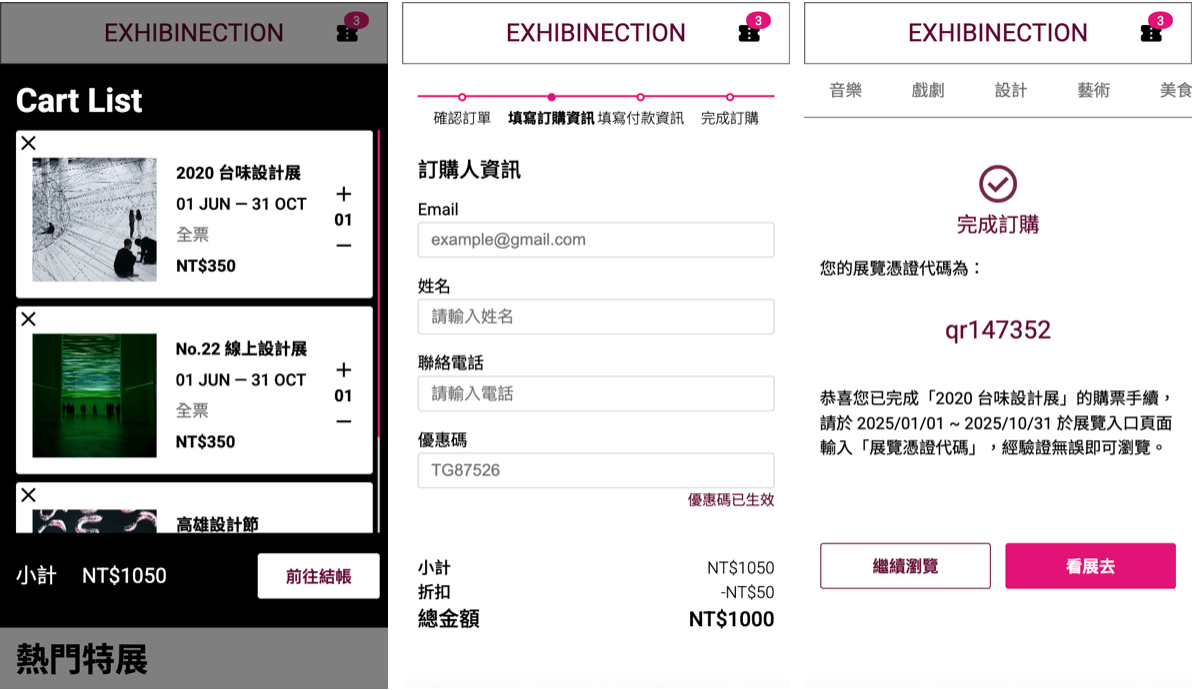 EXHIBINECTION
3
Cart List
2020 台味設計展
01 JUN — 31 OCT
全票
NT$350
01
No.22 線上設計展
01 JUN — 31 OCT
全票
NT$350
01
高雄設計節
小計 NT$1050
前往結帳
熱門特展
EXHIBINECTION
3
確認訂單 填寫訂購資訊 填寫付款資訊 完成訂購
訂購人資訊
Email
example@gmail.com
姓名
請輸入姓名
聯絡電話
請輸入電話
優惠碼
TG87526
優惠碼已生效
小計 NT$1050
折扣 -NT$50
總金額 NT$1000
EXHIBINECTION
3
音樂 戲劇 設計 藝術 美食
完成訂購
您的展覽憑證代碼為：
qr147352
恭喜您已完成「2020 台味設計展」的購票手續，
請於 2025/01/01 ~ 2025/10/31 於展覽入口頁面
輸入「展覽憑證代碼」，經驗證無誤即可瀏覽。
繼續瀏覽
看展去